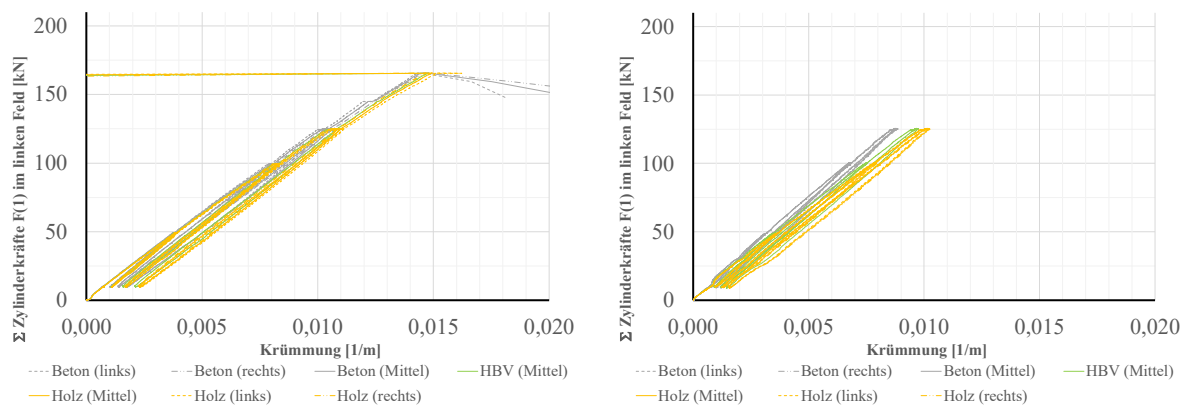 Σ Zylinderkräfte F(1) im linken Feld [kN]
200
150
100
50
0
0,000 0,005 0,010 0,015 0,020
Krümmung [1/m]
Beton (links) Beton (rechts) Beton (Mittel) HBV (Mittel)
Holz (Mittel) Holz (links) Holz (rechts)
Σ Zylinderkräfte F(1) im linken Feld [kN]
200
150
100
50
0
0,000 0,005 0,010 0,015 0,020
Krümmung [1/m]
Beton (links) Beton (rechts) Beton (Mittel) HBV (Mittel)
Holz (Mittel) Holz (links) Holz (rechts)